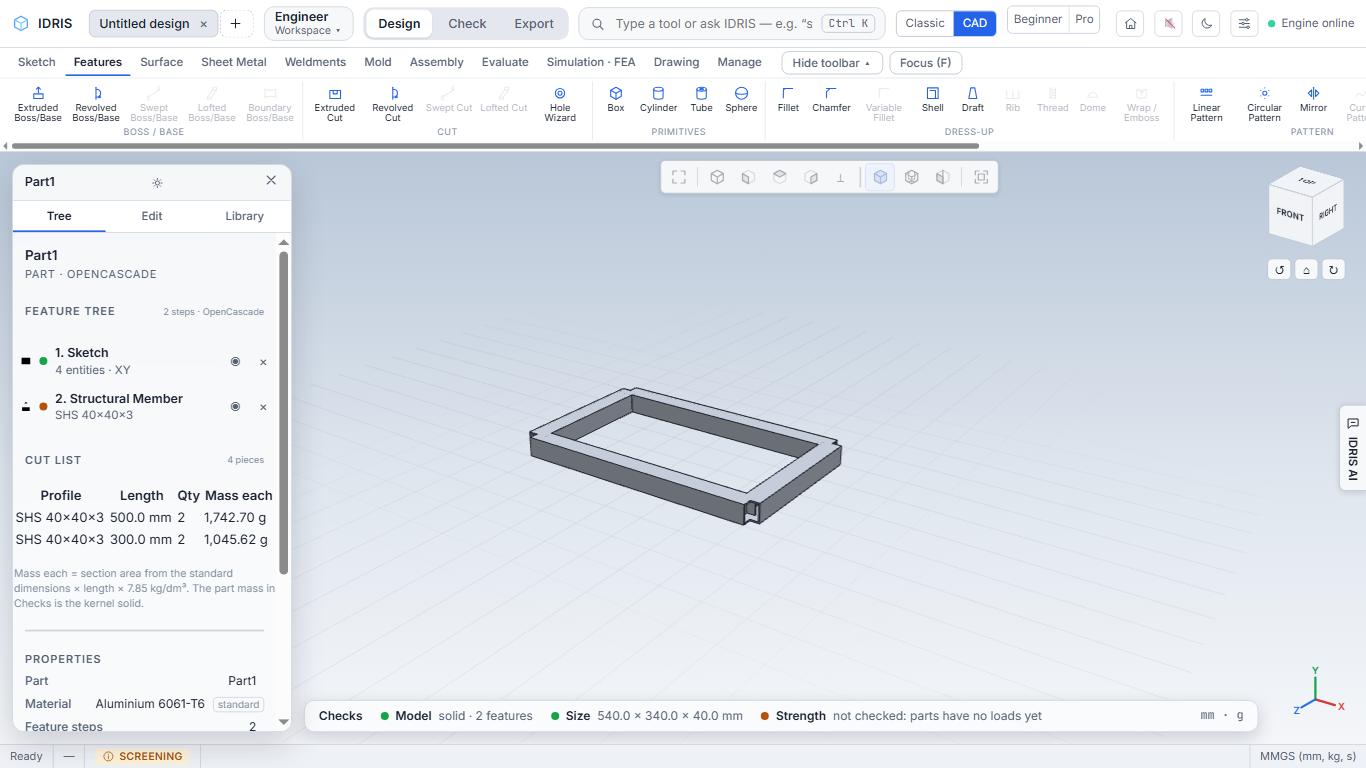 IDRIS
Untitled design ×
+
Engineer
Workspace
Design
Check
Export
Type a tool or ask IDRIS — e.g. “s
Ctrl K
Classic
CAD
Beginner
Pro
Engine online
Sketch
Features
Surface
Sheet Metal
Weldments
Mold
Assembly
Evaluate
Simulation · FEA
Drawing
Manage
Hide toolbar
Focus (F)
Extruded Boss/Base
Revolved Boss/Base
Swept Boss/Base
Lofted Boss/Base
Boundary Boss/Base
BOSS / BASE
Extruded Cut
Revolved Cut
Swept Cut
Lofted Cut
Hole Wizard
CUT
Box
Cylinder
Tube
Sphere
PRIMITIVES
Fillet
Chamfer
Variable Fillet
Shell
Draft
Rib
Thread
Dome
Wrap / Emboss
DRESS-UP
Linear Pattern
Circular Pattern
Mirror
PATTERN
Part1
Tree
Edit
Library
Part1
PART · OPENCASCADE
FEATURE TREE
2 steps · OpenCascade
1. Sketch
4 entities · XY
2. Structural Member
SHS 40×40×3
CUT LIST
4 pieces
Profile Length Qty Mass each
SHS 40×40×3 500.0 mm 2 1,742.70 g
SHS 40×40×3 300.0 mm 2 1,045.62 g
Mass each = section area from the standard
dimensions × length × 7.85 kg/dm³. The part mass in
Checks is the kernel solid.
PROPERTIES
Part Part1
Material Aluminium 6061-T6 standard
Feature steps 2
TOP
FRONT
RIGHT
IDRIS AI
Y
Z
X
Checks
Model solid · 2 features
Size 540.0 × 340.0 × 40.0 mm
Strength not checked: parts have no loads yet
mm · g
Ready
—
SCREENING
MMGS (mm, kg, s)